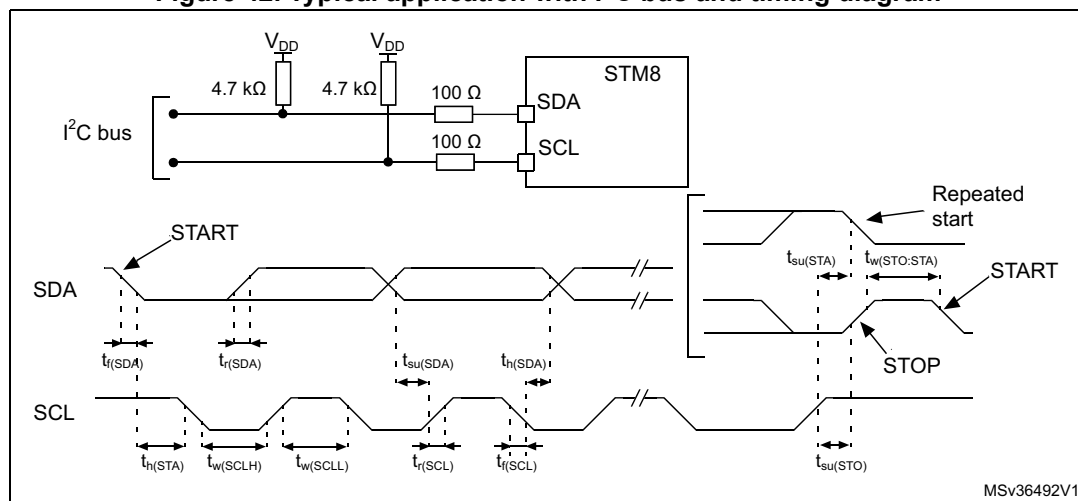 Figure 42. Typical application with I²C bus and timing diagram
V_DD
V_DD
STM8
4.7 kΩ
4.7 kΩ
100 Ω
SDA
I²C bus
100 Ω
SCL
Repeated
start
START
t_su(STA)
t_w(STO:STA)
START
SDA
t_f(SDA)
t_r(SDA)
t_su(SDA)
t_h(SDA)
STOP
SCL
t_h(STA)
t_w(SCLH)
t_w(SCLL)
t_r(SCL)
t_f(SCL)
t_su(STO)
MSv36492V1